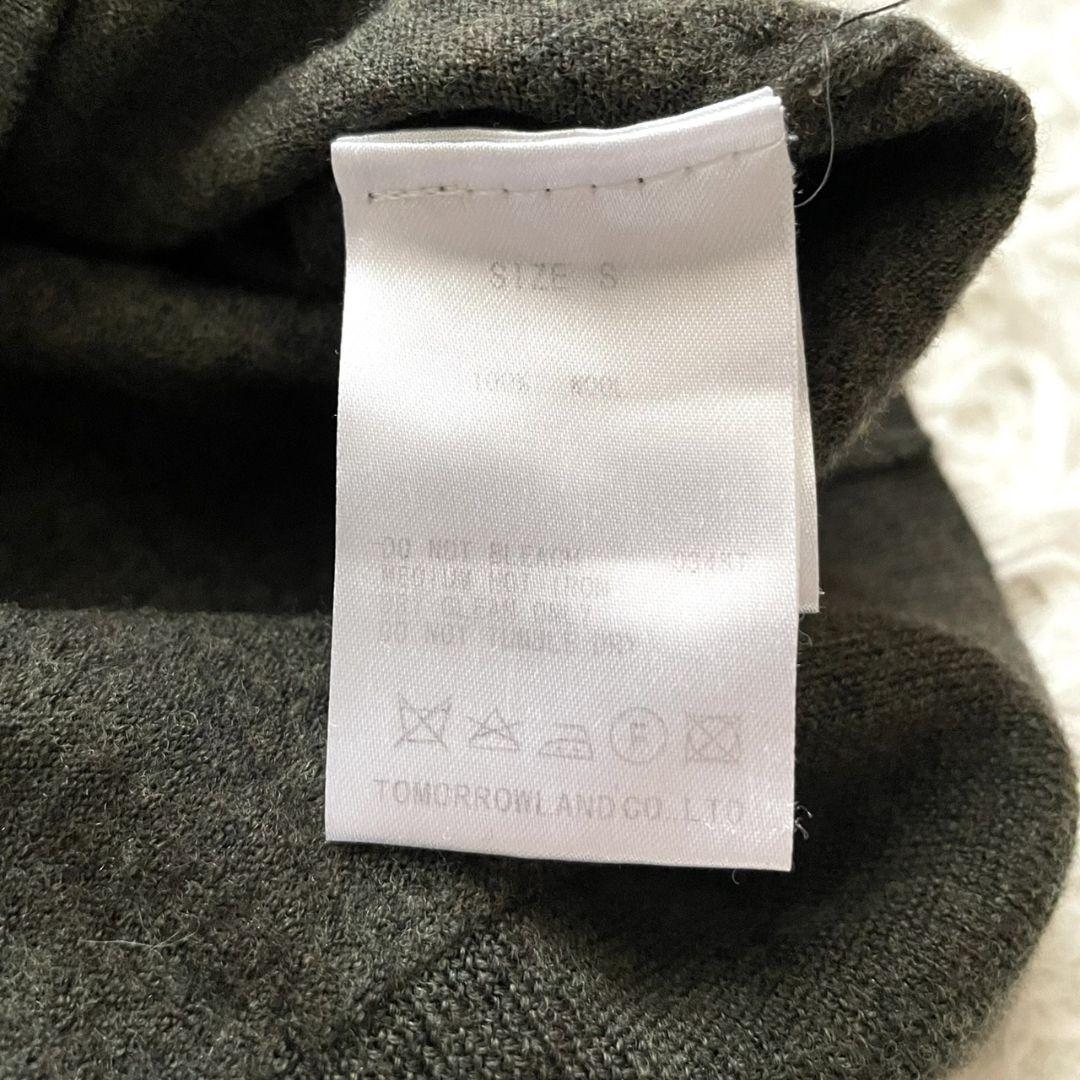 SIZE S
100% WOOL
DO NOT BLEACH 034KT
MEDIUM HOT IRON
DRY CLEAN ONLY
DO NOT TUMBLE DRY
F
TOMORROWLAND CO.,LTD